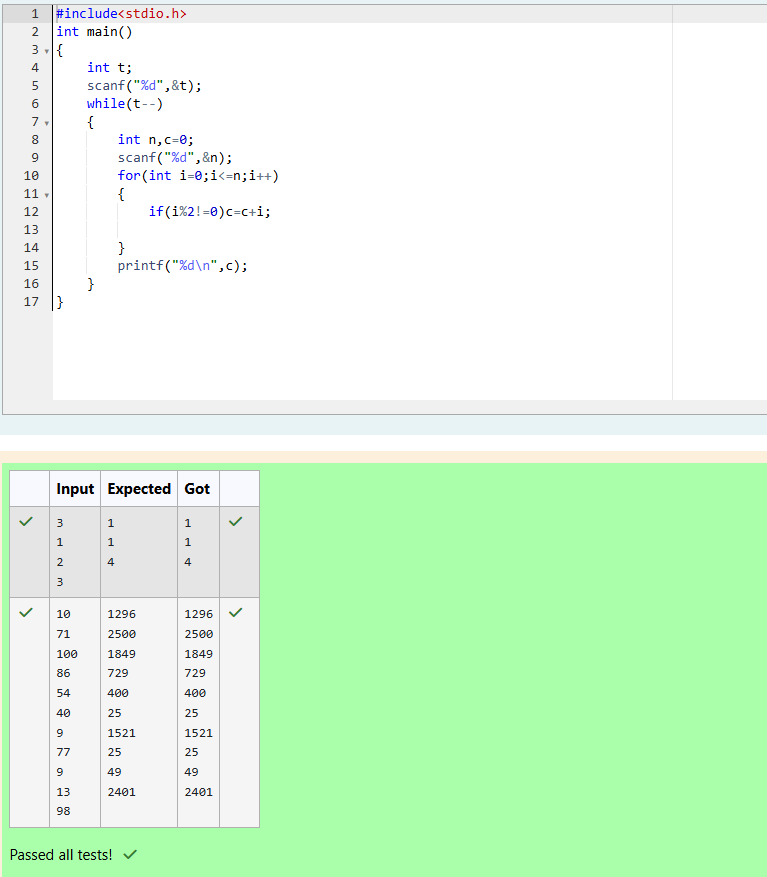 1 #include<stdio.h>
2 int main()
3 {
4 int t;
5 scanf("%d",&t);
6 while(t--)
7 {
8 int n,c=0;
9 scanf("%d",&n);
10 for(int i=0;i<=n;i++)
11 {
12 if(i%2!=0)c=c+i;
13
14 }
15 printf("%d\n",c);
16 }
17 }
Input Expected Got
3 1 1
1 1 1
2 4 4
3
10 1296 1296
71 2500 2500
100 1849 1849
86 729 729
54 400 400
40 25 25
9 1521 1521
77 25 25
9 49 49
13 2401 2401
98
Passed all tests!